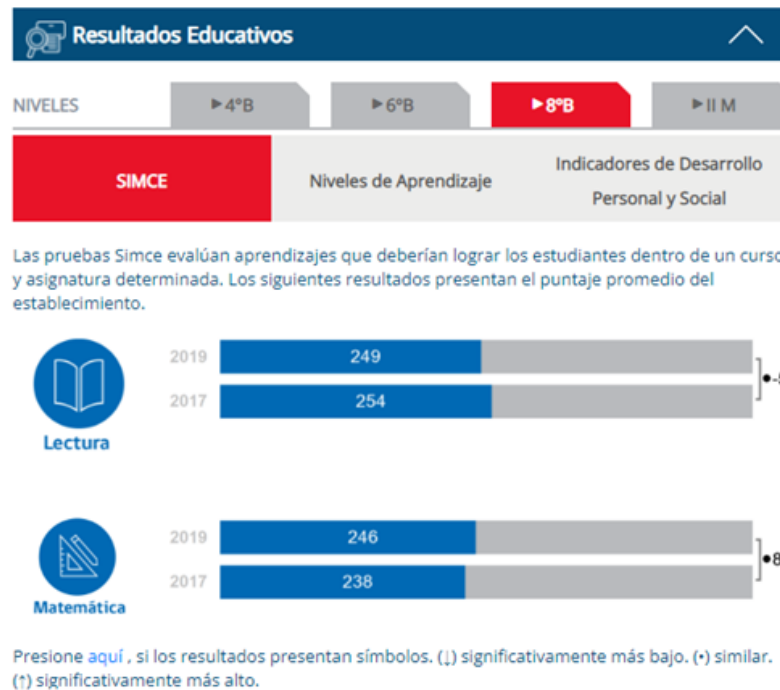 Resultados Educativos
NIVELES ►4°B ►6°B ►8°B ►II M
SIMCE
Niveles de Aprendizaje
Indicadores de Desarrollo
Personal y Social
Las pruebas Simce evalúan aprendizajes que deberían lograr los estudiantes dentro de un curso
y asignatura determinada. Los siguientes resultados presentan el puntaje promedio del
establecimiento.
2019 249
2017 254
•-5
Lectura
2019 246
2017 238
•8
Matemática
Presione aquí , si los resultados presentan símbolos. (↓) significativamente más bajo. (•) similar.
(↑) significativamente más alto.